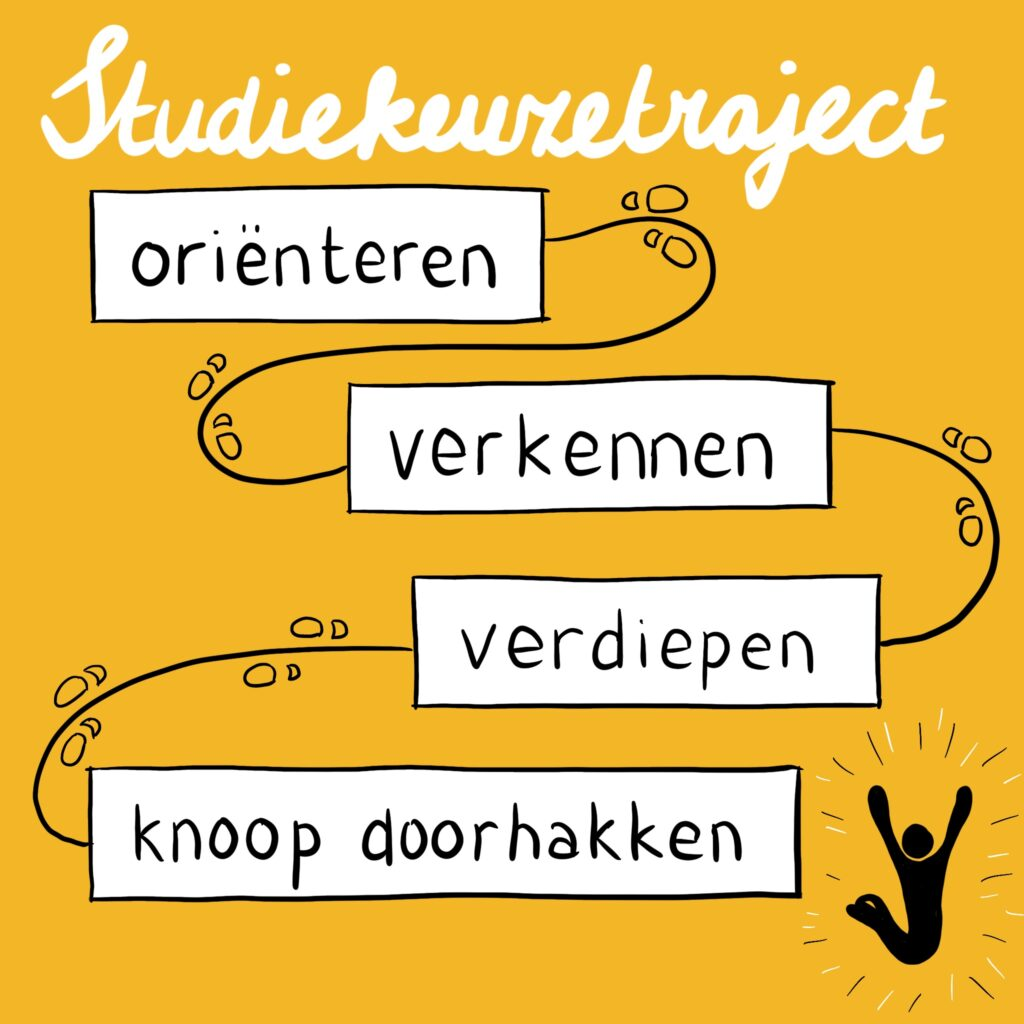 Studiekeuzetraject
oriënteren
verkennen
verdiepen
knoop doorhakken